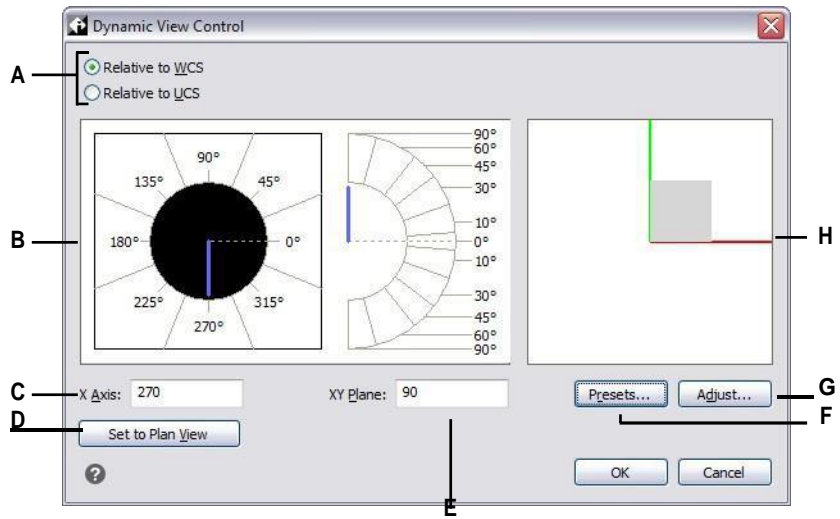 Dynamic View Control
A
Relative to WCS
Relative to UCS
B
90°
135° 45°
180° 0°
225° 315°
270°
90°
60°
45°
30°
10°
0°
10°
30°
45°
60°
90°
H
C X Axis: 270 XY Plane: 90 Presets... Adjust... G
F
D Set to Plan View
? OK Cancel
E